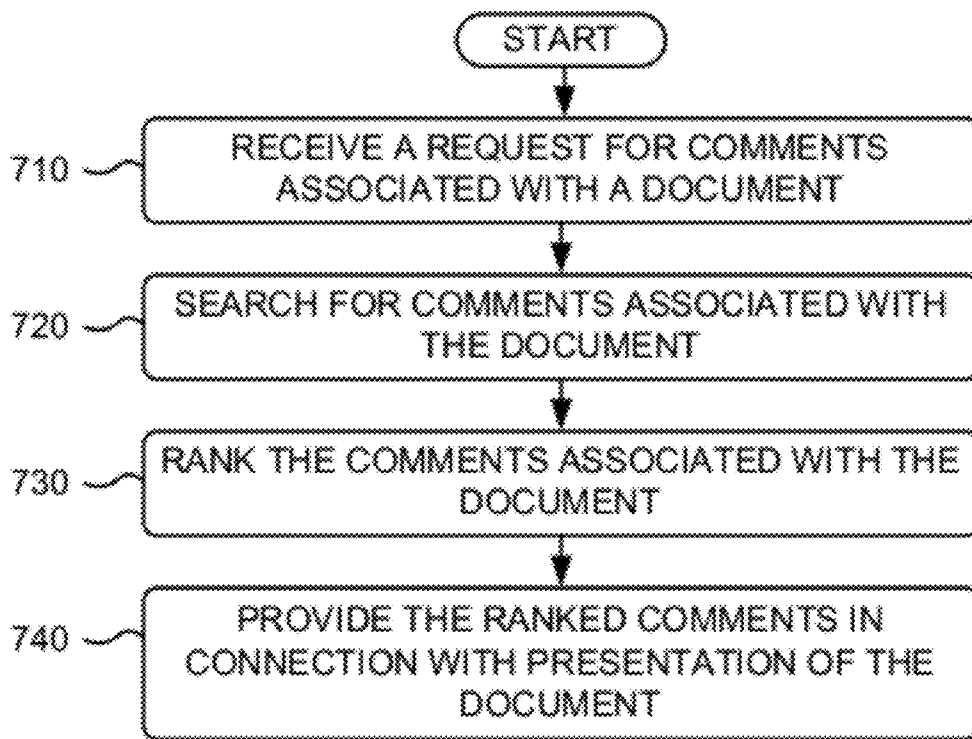 START
710
RECEIVE A REQUEST FOR COMMENTS
ASSOCIATED WITH A DOCUMENT
720
SEARCH FOR COMMENTS ASSOCIATED WITH
THE DOCUMENT
730
RANK THE COMMENTS ASSOCIATED WITH THE
DOCUMENT
740
PROVIDE THE RANKED COMMENTS IN
CONNECTION WITH PRESENTATION OF THE
DOCUMENT